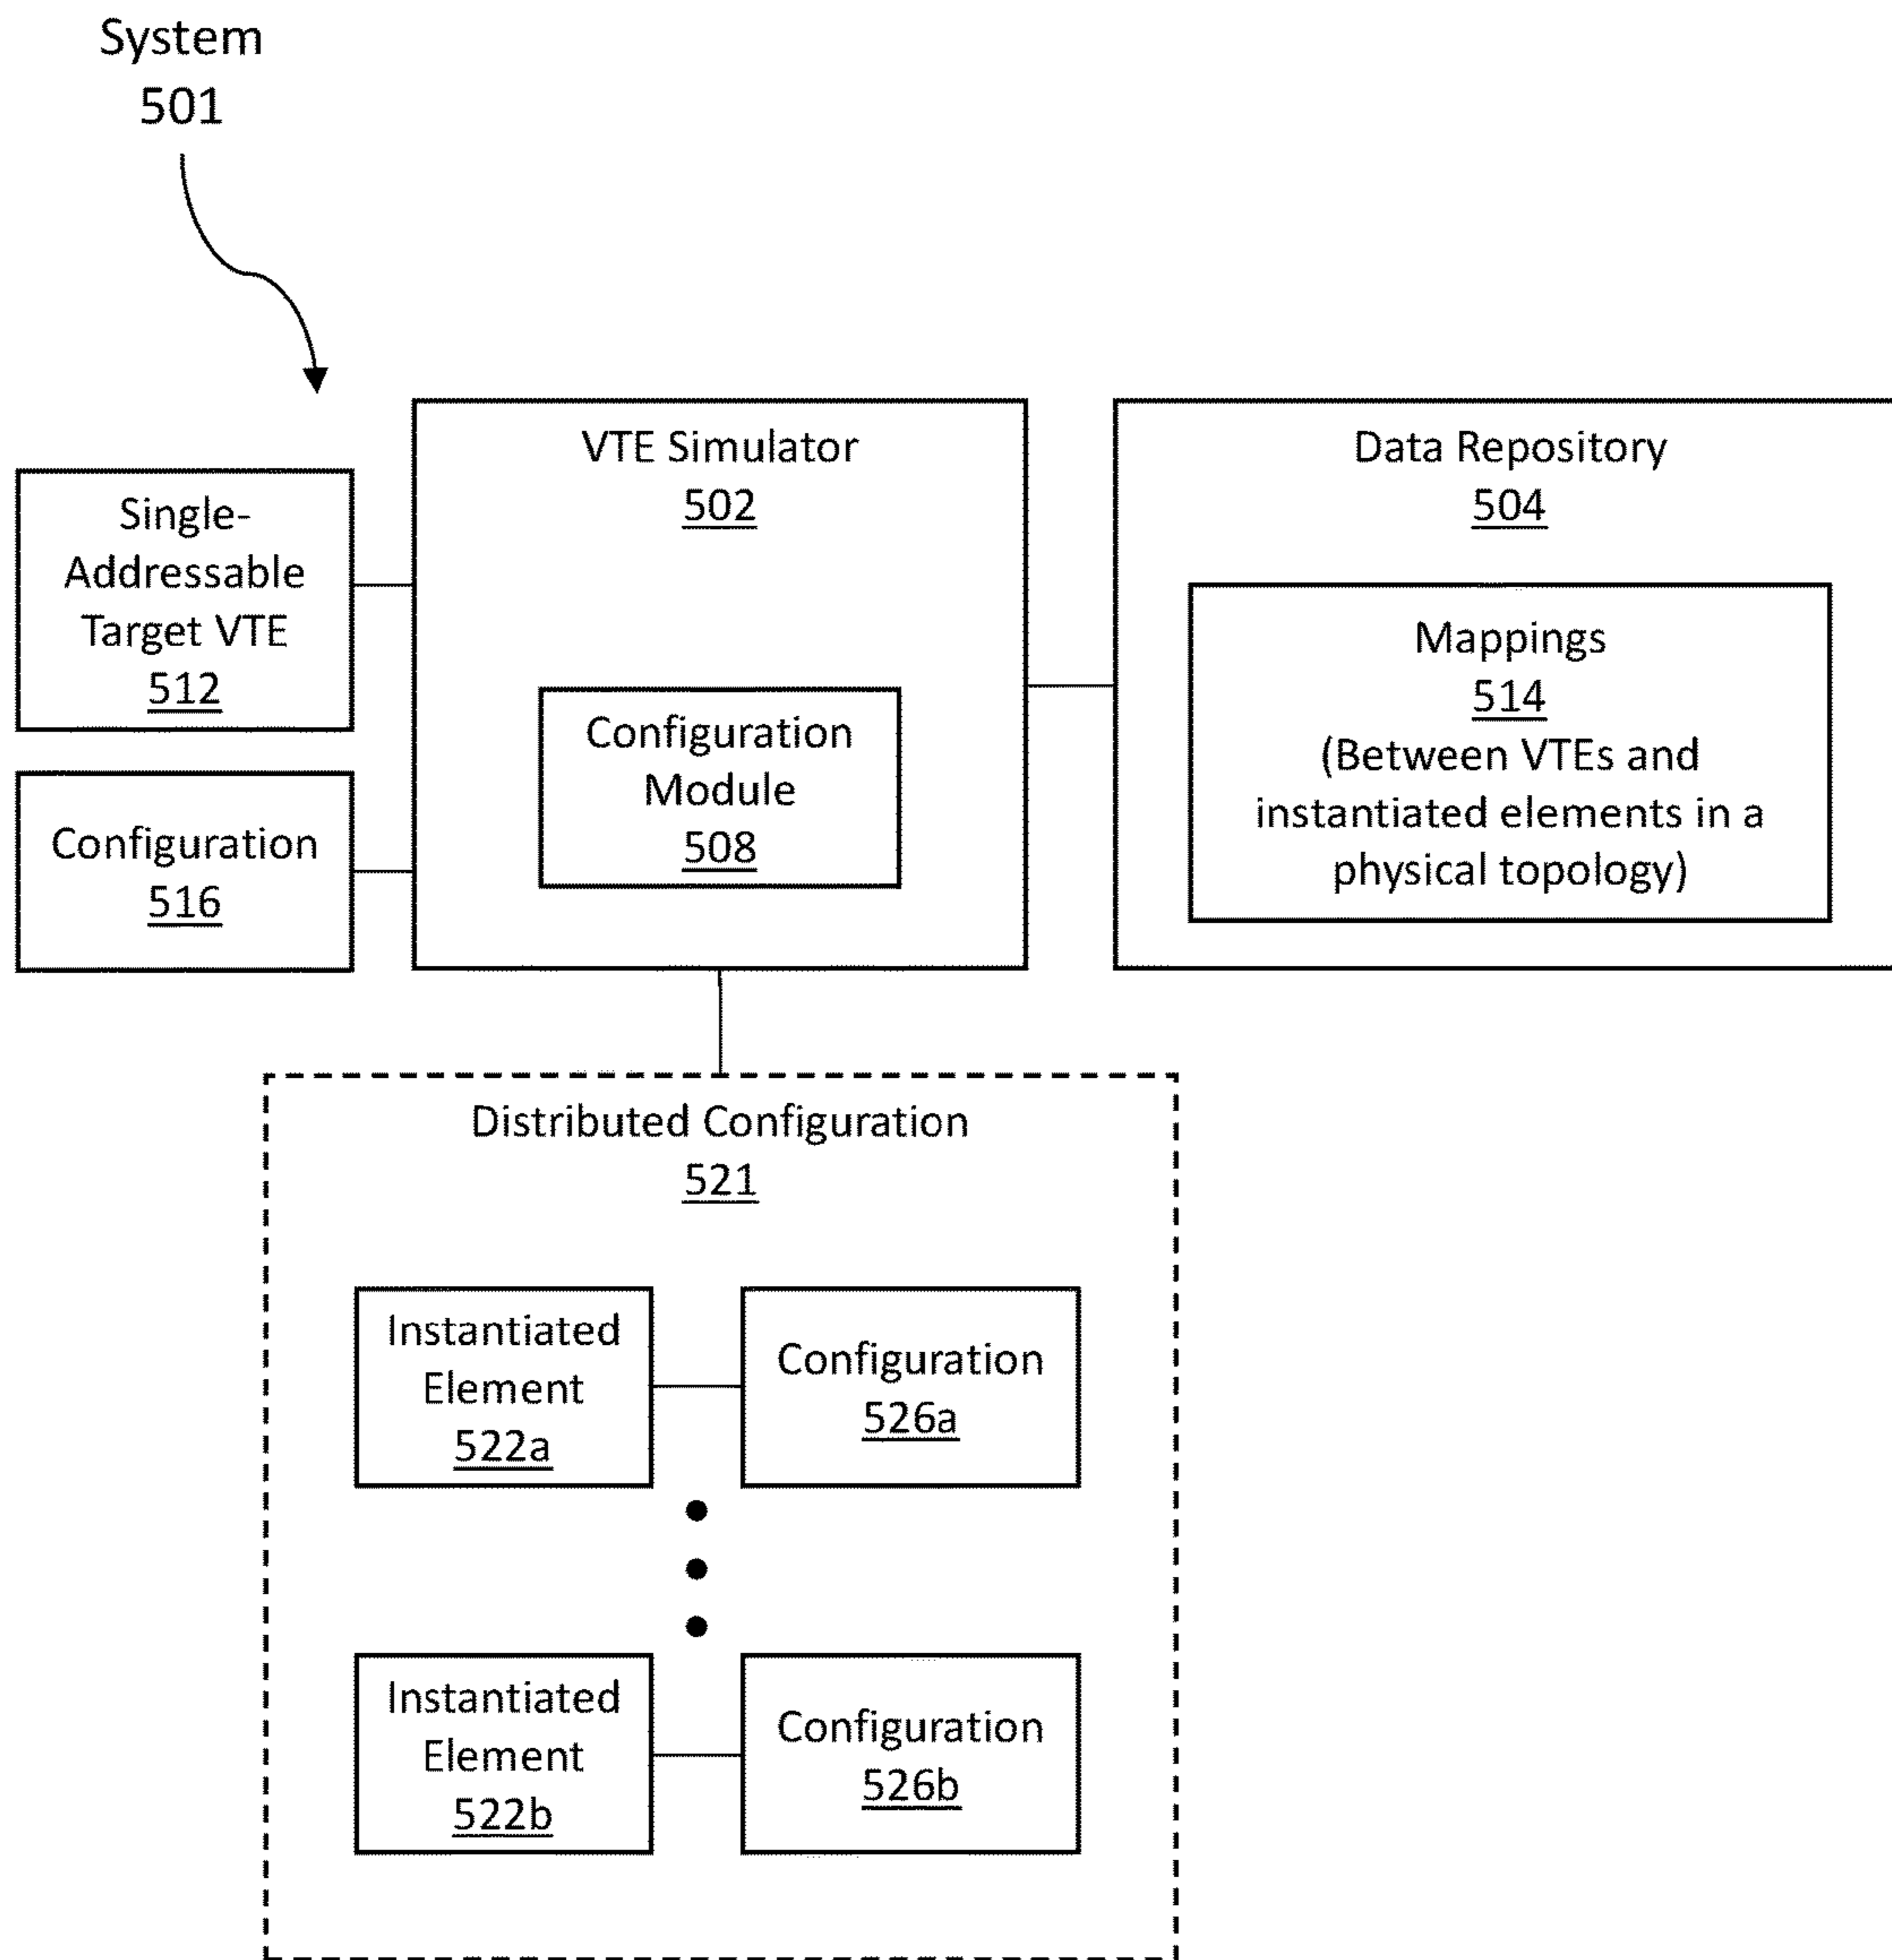 System
501
VTE Simulator
502
Data Repository
504
Single-
Addressable
Target VTE
512
Configuration
516
Configuration
Module
508
Mappings
514
(Between VTEs and
instantiated elements in a
physical topology)
Distributed Configuration
521
Instantiated
Element
522a
Configuration
526a
Instantiated
Element
522b
Configuration
526b